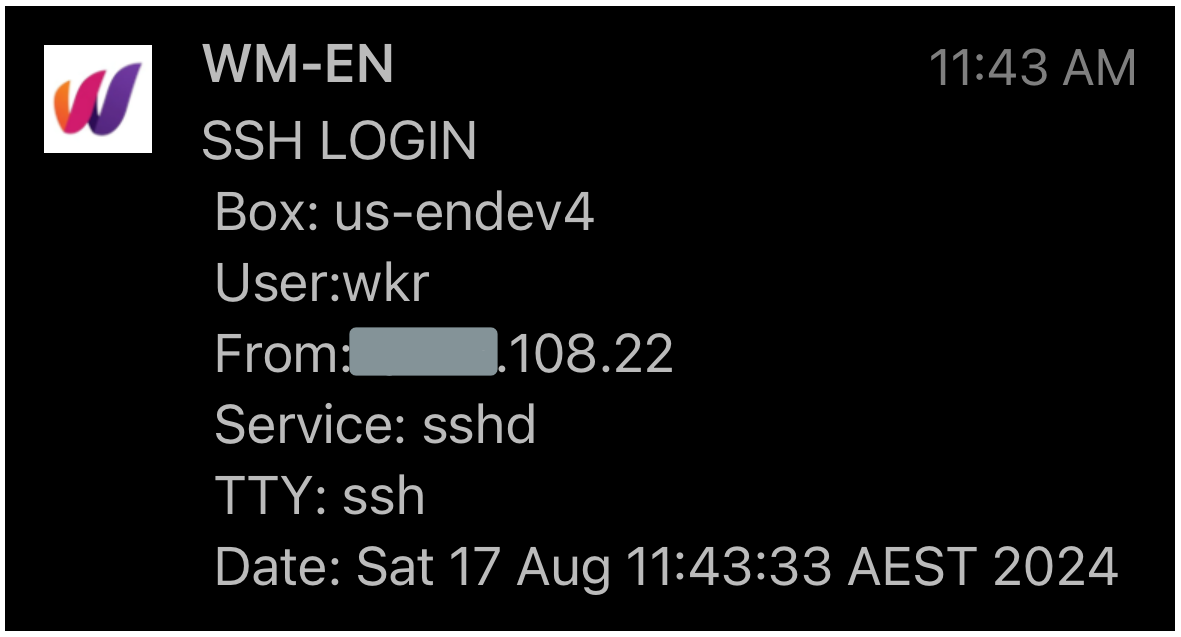 WM-EN
11:43 AM
SSH LOGIN
Box: us-endev4
User:wkr
From: .108.22
Service: sshd
TTY: ssh
Date: Sat 17 Aug 11:43:33 AEST 2024